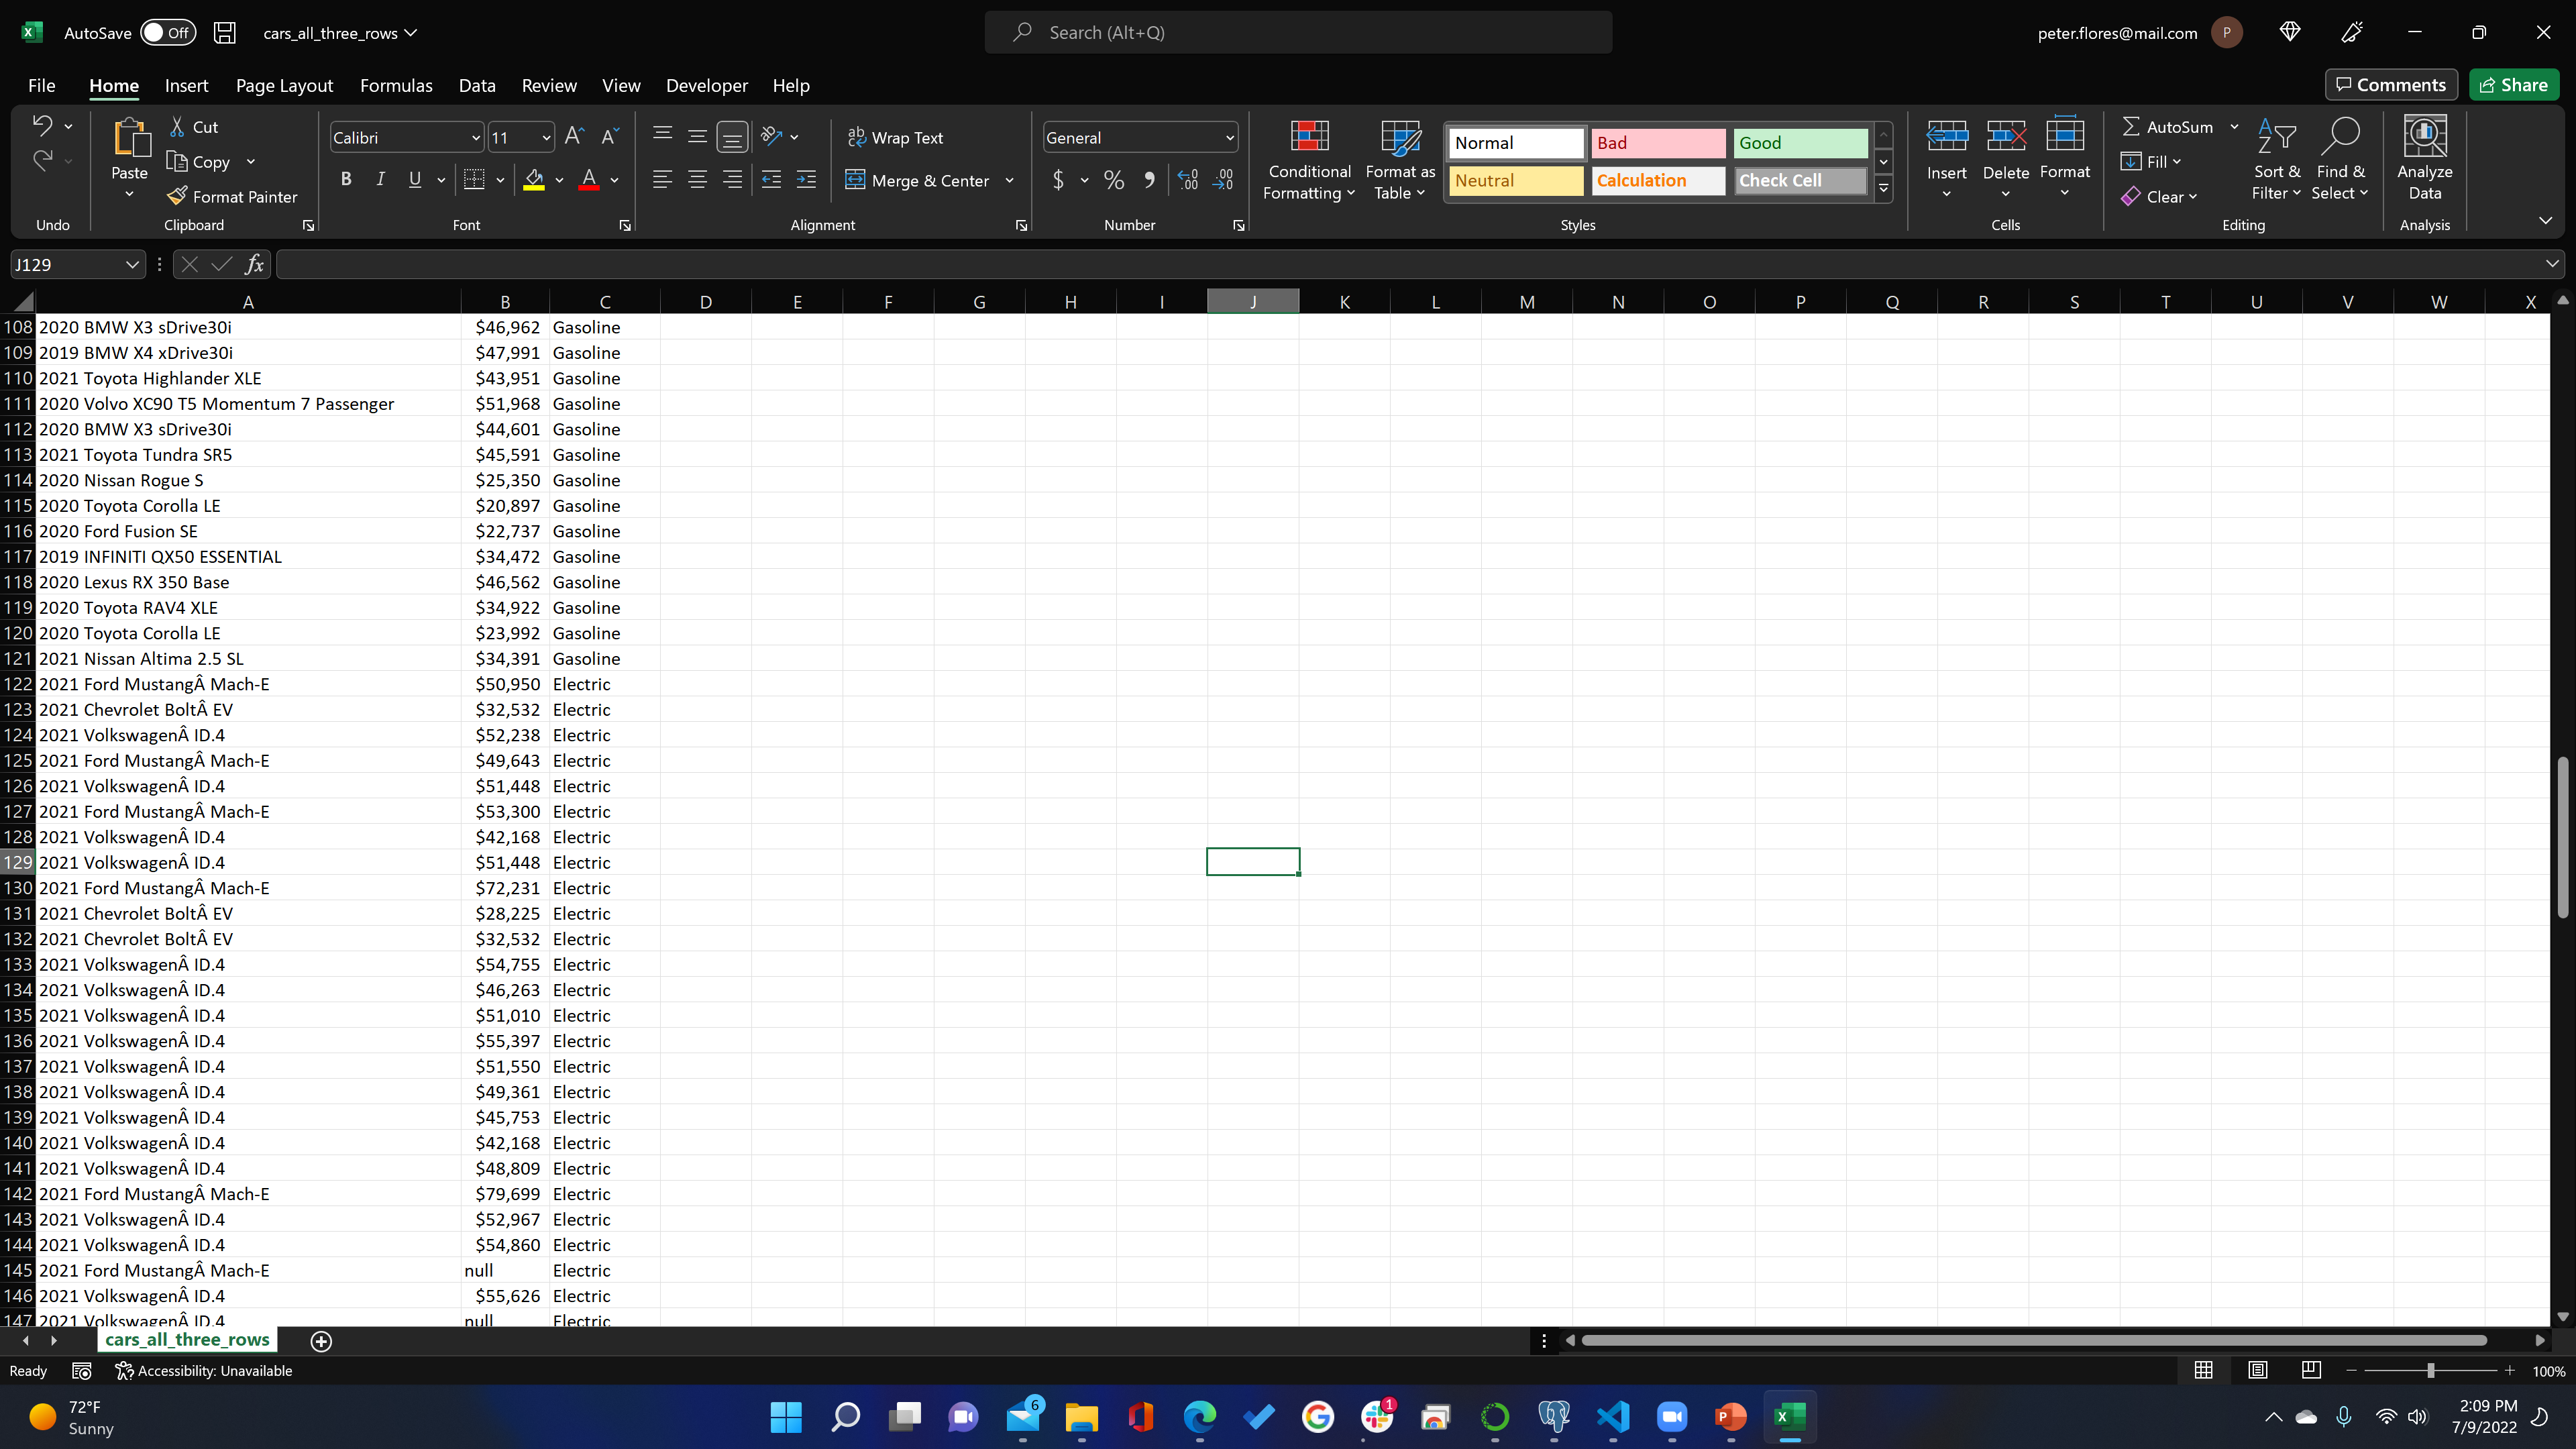 AutoSave Off cars_all_three_rows Search (Alt+Q) peter.flores@mail.com P
File Home Insert Page Layout Formulas Data Review View Developer Help Comments Share
Cut
Copy
Format Painter
Paste
Calibri 11
Wrap Text
Merge & Center
General
Conditional Formatting
Format as Table
Normal Bad Good
Neutral Calculation Check Cell
Insert Delete Format
AutoSum
Fill
Clear
Sort & Filter
Find & Select
Analyze Data
Undo Clipboard Font Alignment Number Styles Cells Editing Analysis
J129 fx
A B C D E F G H I J K L M N O P Q R S T U V W X
108 2020 BMW X3 sDrive30i $46,962 Gasoline
109 2019 BMW X4 xDrive30i $47,991 Gasoline
110 2021 Toyota Highlander XLE $43,951 Gasoline
111 2020 Volvo XC90 T5 Momentum 7 Passenger $51,968 Gasoline
112 2020 BMW X3 sDrive30i $44,601 Gasoline
113 2021 Toyota Tundra SR5 $45,591 Gasoline
114 2020 Nissan Rogue S $25,350 Gasoline
115 2020 Toyota Corolla LE $20,897 Gasoline
116 2020 Ford Fusion SE $22,737 Gasoline
117 2019 INFINITI QX50 ESSENTIAL $34,472 Gasoline
118 2020 Lexus RX 350 Base $46,562 Gasoline
119 2020 Toyota RAV4 XLE $34,922 Gasoline
120 2020 Toyota Corolla LE $23,992 Gasoline
121 2021 Nissan Altima 2.5 SL $34,391 Gasoline
122 2021 Ford MustangÂ Mach-E $50,950 Electric
123 2021 Chevrolet BoltÂ EV $32,532 Electric
124 2021 VolkswagenÂ ID.4 $52,238 Electric
125 2021 Ford MustangÂ Mach-E $49,643 Electric
126 2021 VolkswagenÂ ID.4 $51,448 Electric
127 2021 Ford MustangÂ Mach-E $53,300 Electric
128 2021 VolkswagenÂ ID.4 $42,168 Electric
129 2021 VolkswagenÂ ID.4 $51,448 Electric
130 2021 Ford MustangÂ Mach-E $72,231 Electric
131 2021 Chevrolet BoltÂ EV $28,225 Electric
132 2021 Chevrolet BoltÂ EV $32,532 Electric
133 2021 VolkswagenÂ ID.4 $54,755 Electric
134 2021 VolkswagenÂ ID.4 $46,263 Electric
135 2021 VolkswagenÂ ID.4 $51,010 Electric
136 2021 VolkswagenÂ ID.4 $55,397 Electric
137 2021 VolkswagenÂ ID.4 $51,550 Electric
138 2021 VolkswagenÂ ID.4 $49,361 Electric
139 2021 VolkswagenÂ ID.4 $45,753 Electric
140 2021 VolkswagenÂ ID.4 $42,168 Electric
141 2021 VolkswagenÂ ID.4 $48,809 Electric
142 2021 Ford MustangÂ Mach-E $79,699 Electric
143 2021 VolkswagenÂ ID.4 $52,967 Electric
144 2021 VolkswagenÂ ID.4 $54,860 Electric
145 2021 Ford MustangÂ Mach-E null Electric
146 2021 VolkswagenÂ ID.4 $55,626 Electric
147 2021 VolkswagenÂ ID.4 null Electric
cars_all_three_rows
Ready Accessibility: Unavailable 100%
72°F
Sunny
6
1
2:09 PM
7/9/2022